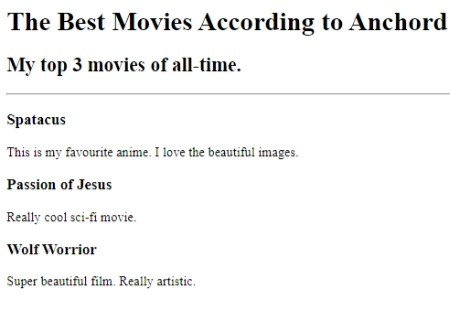 The Best Movies According to Anchord
My top 3 movies of all-time.
Spatacus
This is my favourite anime. I love the beautiful images.
Passion of Jesus
Really cool sci-fi movie.
Wolf Worrior
Super beautiful film. Really artistic.